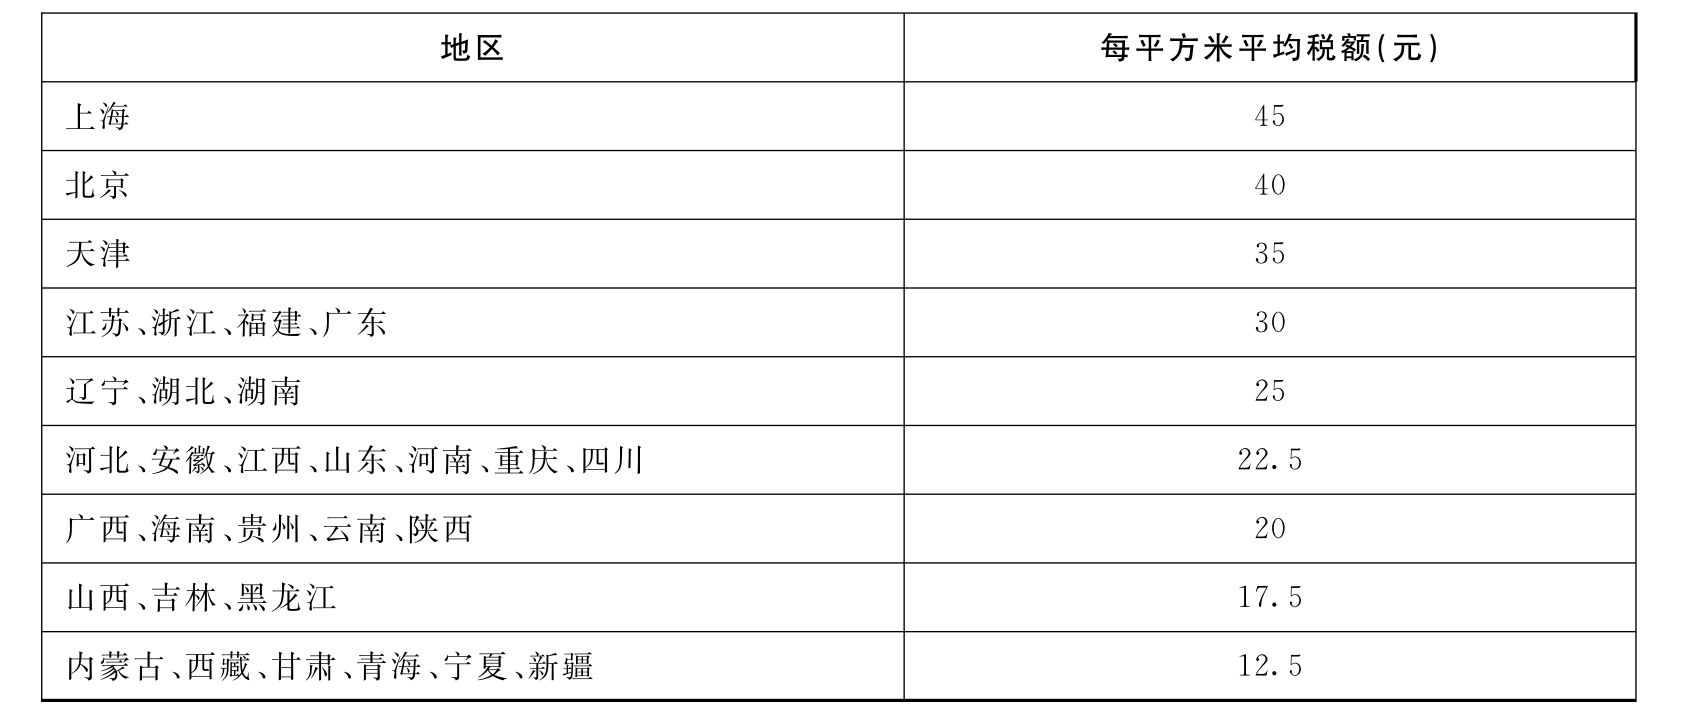 地区 每平方米平均税额(元)
上海 45
北京 40
天津 35
江苏、浙江、福建、广东 30
辽宁、湖北、湖南 25
河北、安徽、江西、山东、河南、重庆、四川 22.5
广西、海南、贵州、云南、陕西 20
山西、吉林、黑龙江 17.5
内蒙古、西藏、甘肃、青海、宁夏、新疆 12.5